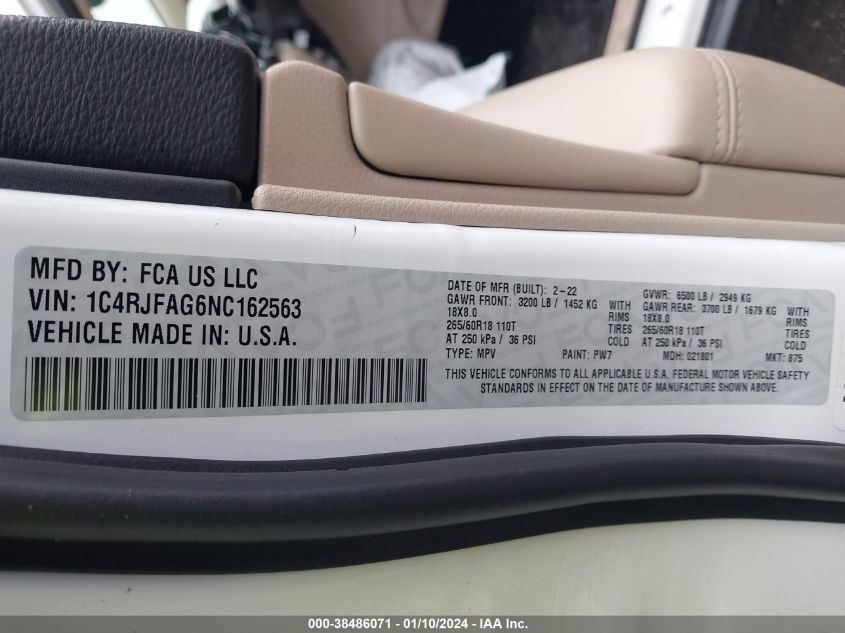 MFD BY: FCA US LLC
VIN: 1C4RJFAG6NC162563
VEHICLE MADE IN: U.S.A.
DATE OF MFR (BUILT): 2-22 GVWR: 6500 LB / 2949 KG
GAWR FRONT: 3200 LB / 1452 KG WITH GAWR REAR: 3700 LB / 1679 KG WITH
18X8.0 RIMS 18X8.0 RIMS
265/60R18 110T TIRES 265/60R18 110T TIRES
AT 250 kPa / 36 PSI COLD AT 250 kPa / 36 PSI COLD
TYPE: MPV PAINT: PW7 MDH: 021801 MKT: 875
THIS VEHICLE CONFORMS TO ALL APPLICABLE U.S.A. FEDERAL MOTOR VEHICLE SAFETY
STANDARDS IN EFFECT ON THE DATE OF MANUFACTURE SHOWN ABOVE.
000-38486071 - 01/10/2024 - IAA Inc.